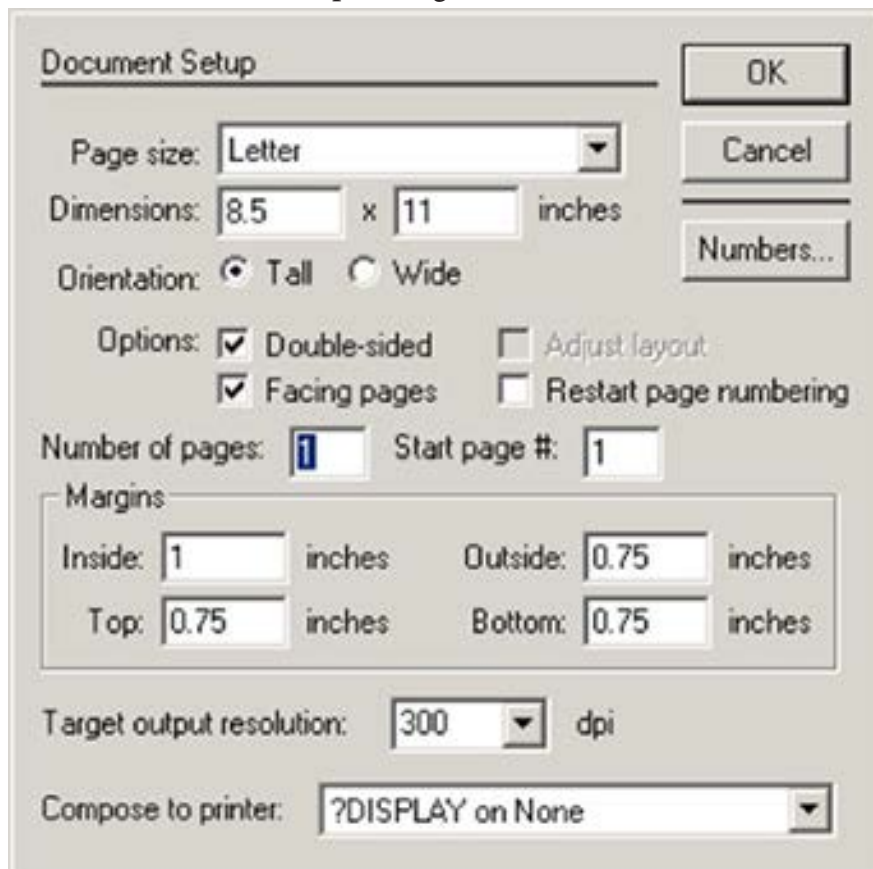 Document Setup
OK
Page size: Letter
Cancel
Dimensions: 8.5 x 11 inches
Numbers...
Orientation: Tall Wide
Options: Double-sided Adjust layout
Facing pages Restart page numbering
Number of pages: 1 Start page #: 1
Margins
Inside: 1 inches Outside: 0.75 inches
Top: 0.75 inches Bottom: 0.75 inches
Target output resolution: 300 dpi
Compose to printer: ?DISPLAY on None